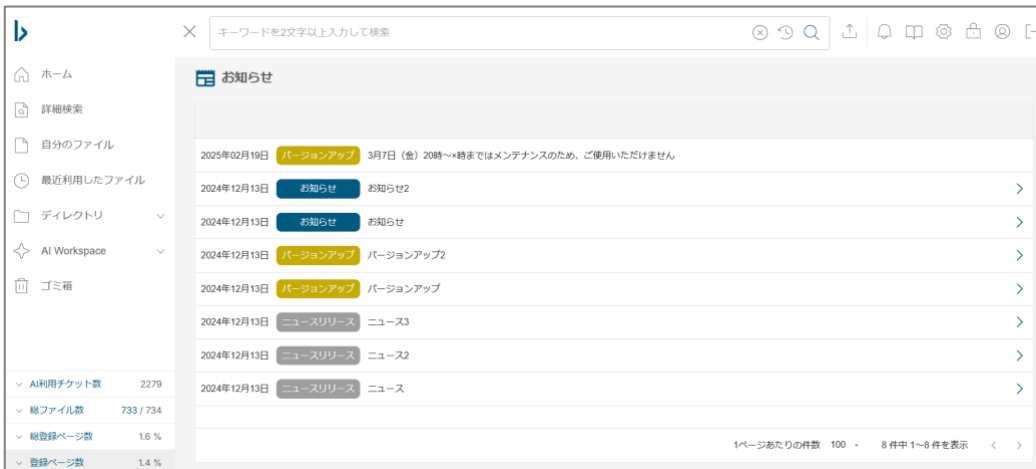 キーワードを2文字以上入力して検索
ホーム
詳細検索
自分のファイル
最近利用したファイル
ディレクトリ
AI Workspace
ゴミ箱
AI利用チケット数 2279
総ファイル数 733 / 734
総登録ページ数 1.6 %
登録ページ数 1.4 %
お知らせ
2025年02月19日 バージョンアップ 3月7日（金）20時～×時まではメンテナンスのため、ご使用いただけません
2024年12月13日 お知らせ お知らせ2
2024年12月13日 お知らせ お知らせ
2024年12月13日 バージョンアップ バージョンアップ2
2024年12月13日 バージョンアップ バージョンアップ
2024年12月13日 ニュースリリース ニュース3
2024年12月13日 ニュースリリース ニュース2
2024年12月13日 ニュースリリース ニュース
1ページあたりの件数 100 8 件中 1～8 件を表示